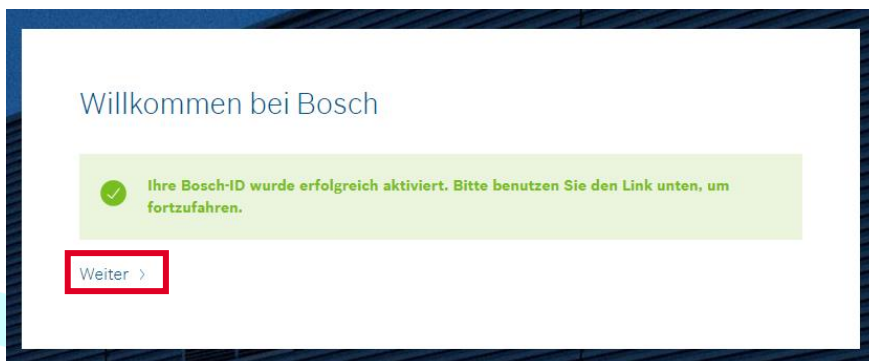 Willkommen bei Bosch
Ihre Bosch-ID wurde erfolgreich aktiviert. Bitte benutzen Sie den Link unten, um
fortzufahren.
Weiter